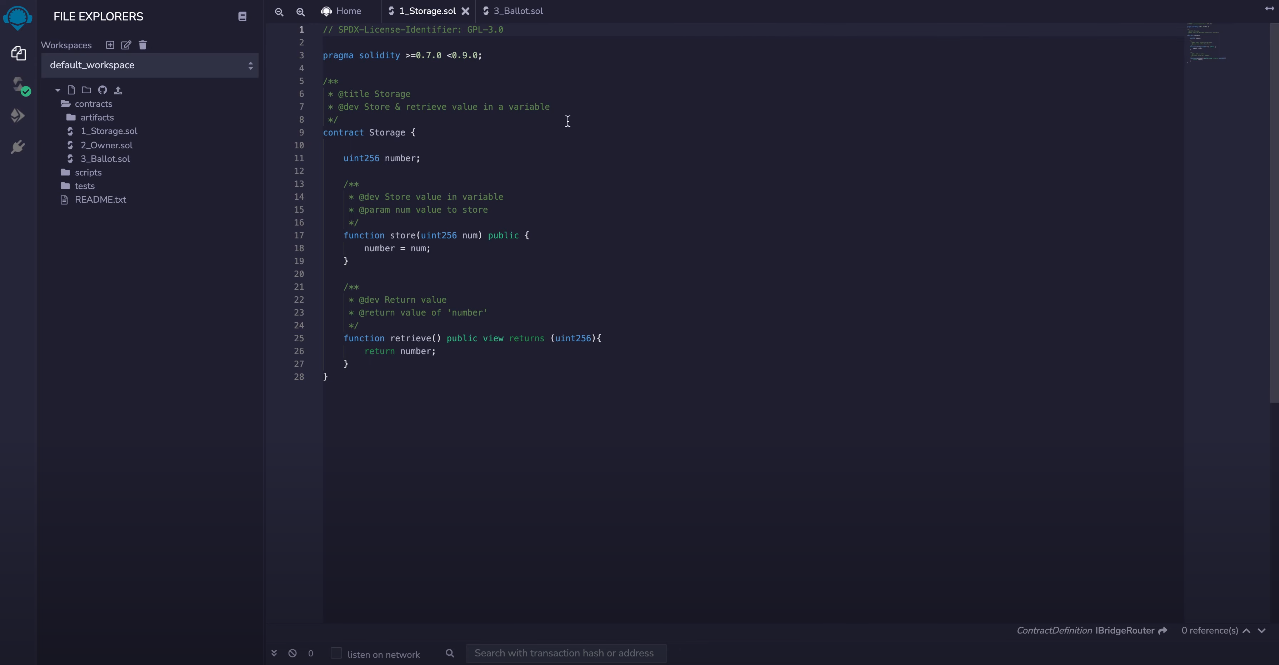 FILE EXPLORERS
Workspaces
default_workspace
contracts
artifacts
1_Storage.sol
2_Owner.sol
3_Ballot.sol
scripts
tests
README.txt
Home
1_Storage.sol
3_Ballot.sol
1 // SPDX-License-Identifier: GPL-3.0
2
3 pragma solidity >=0.7.0 <0.9.0;
4
5 /**
6 * @title Storage
7 * @dev Store & retrieve value in a variable
8 */
9 contract Storage {
10
11 uint256 number;
12
13 /**
14 * @dev Store value in variable
15 * @param num value to store
16 */
17 function store(uint256 num) public {
18 number = num;
19 }
20
21 /**
22 * @dev Return value
23 * @return value of 'number'
24 */
25 function retrieve() public view returns (uint256){
26 return number;
27 }
28 }
ContractDefinition IBridgeRouter 0 reference(s)
0 listen on network Search with transaction hash or address